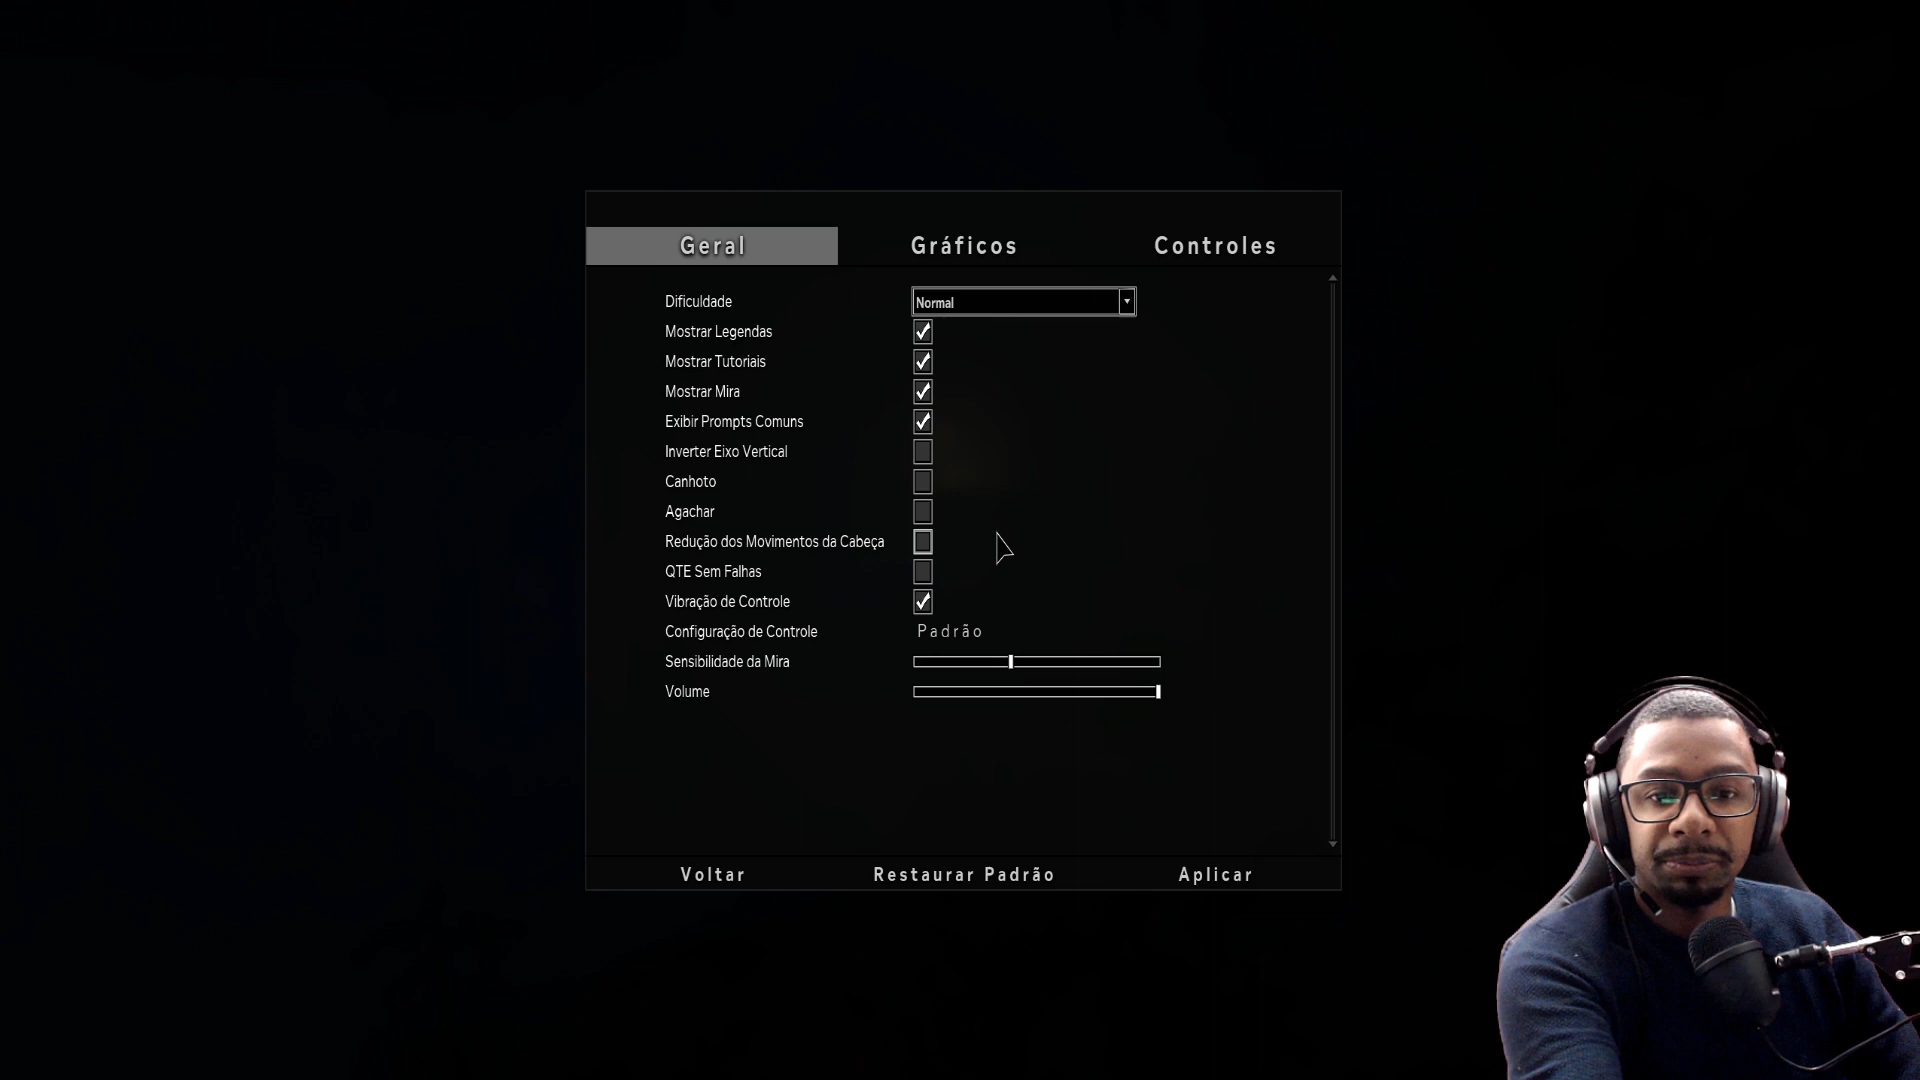 Geral Gráficos Controles
Dificuldade Normal
Mostrar Legendas
Mostrar Tutoriais
Mostrar Mira
Exibir Prompts Comuns
Inverter Eixo Vertical
Canhoto
Agachar
Redução dos Movimentos da Cabeça
QTE Sem Falhas
Vibração de Controle
Configuração de Controle Padrão
Sensibilidade da Mira
Volume
Voltar Restaurar Padrão Aplicar